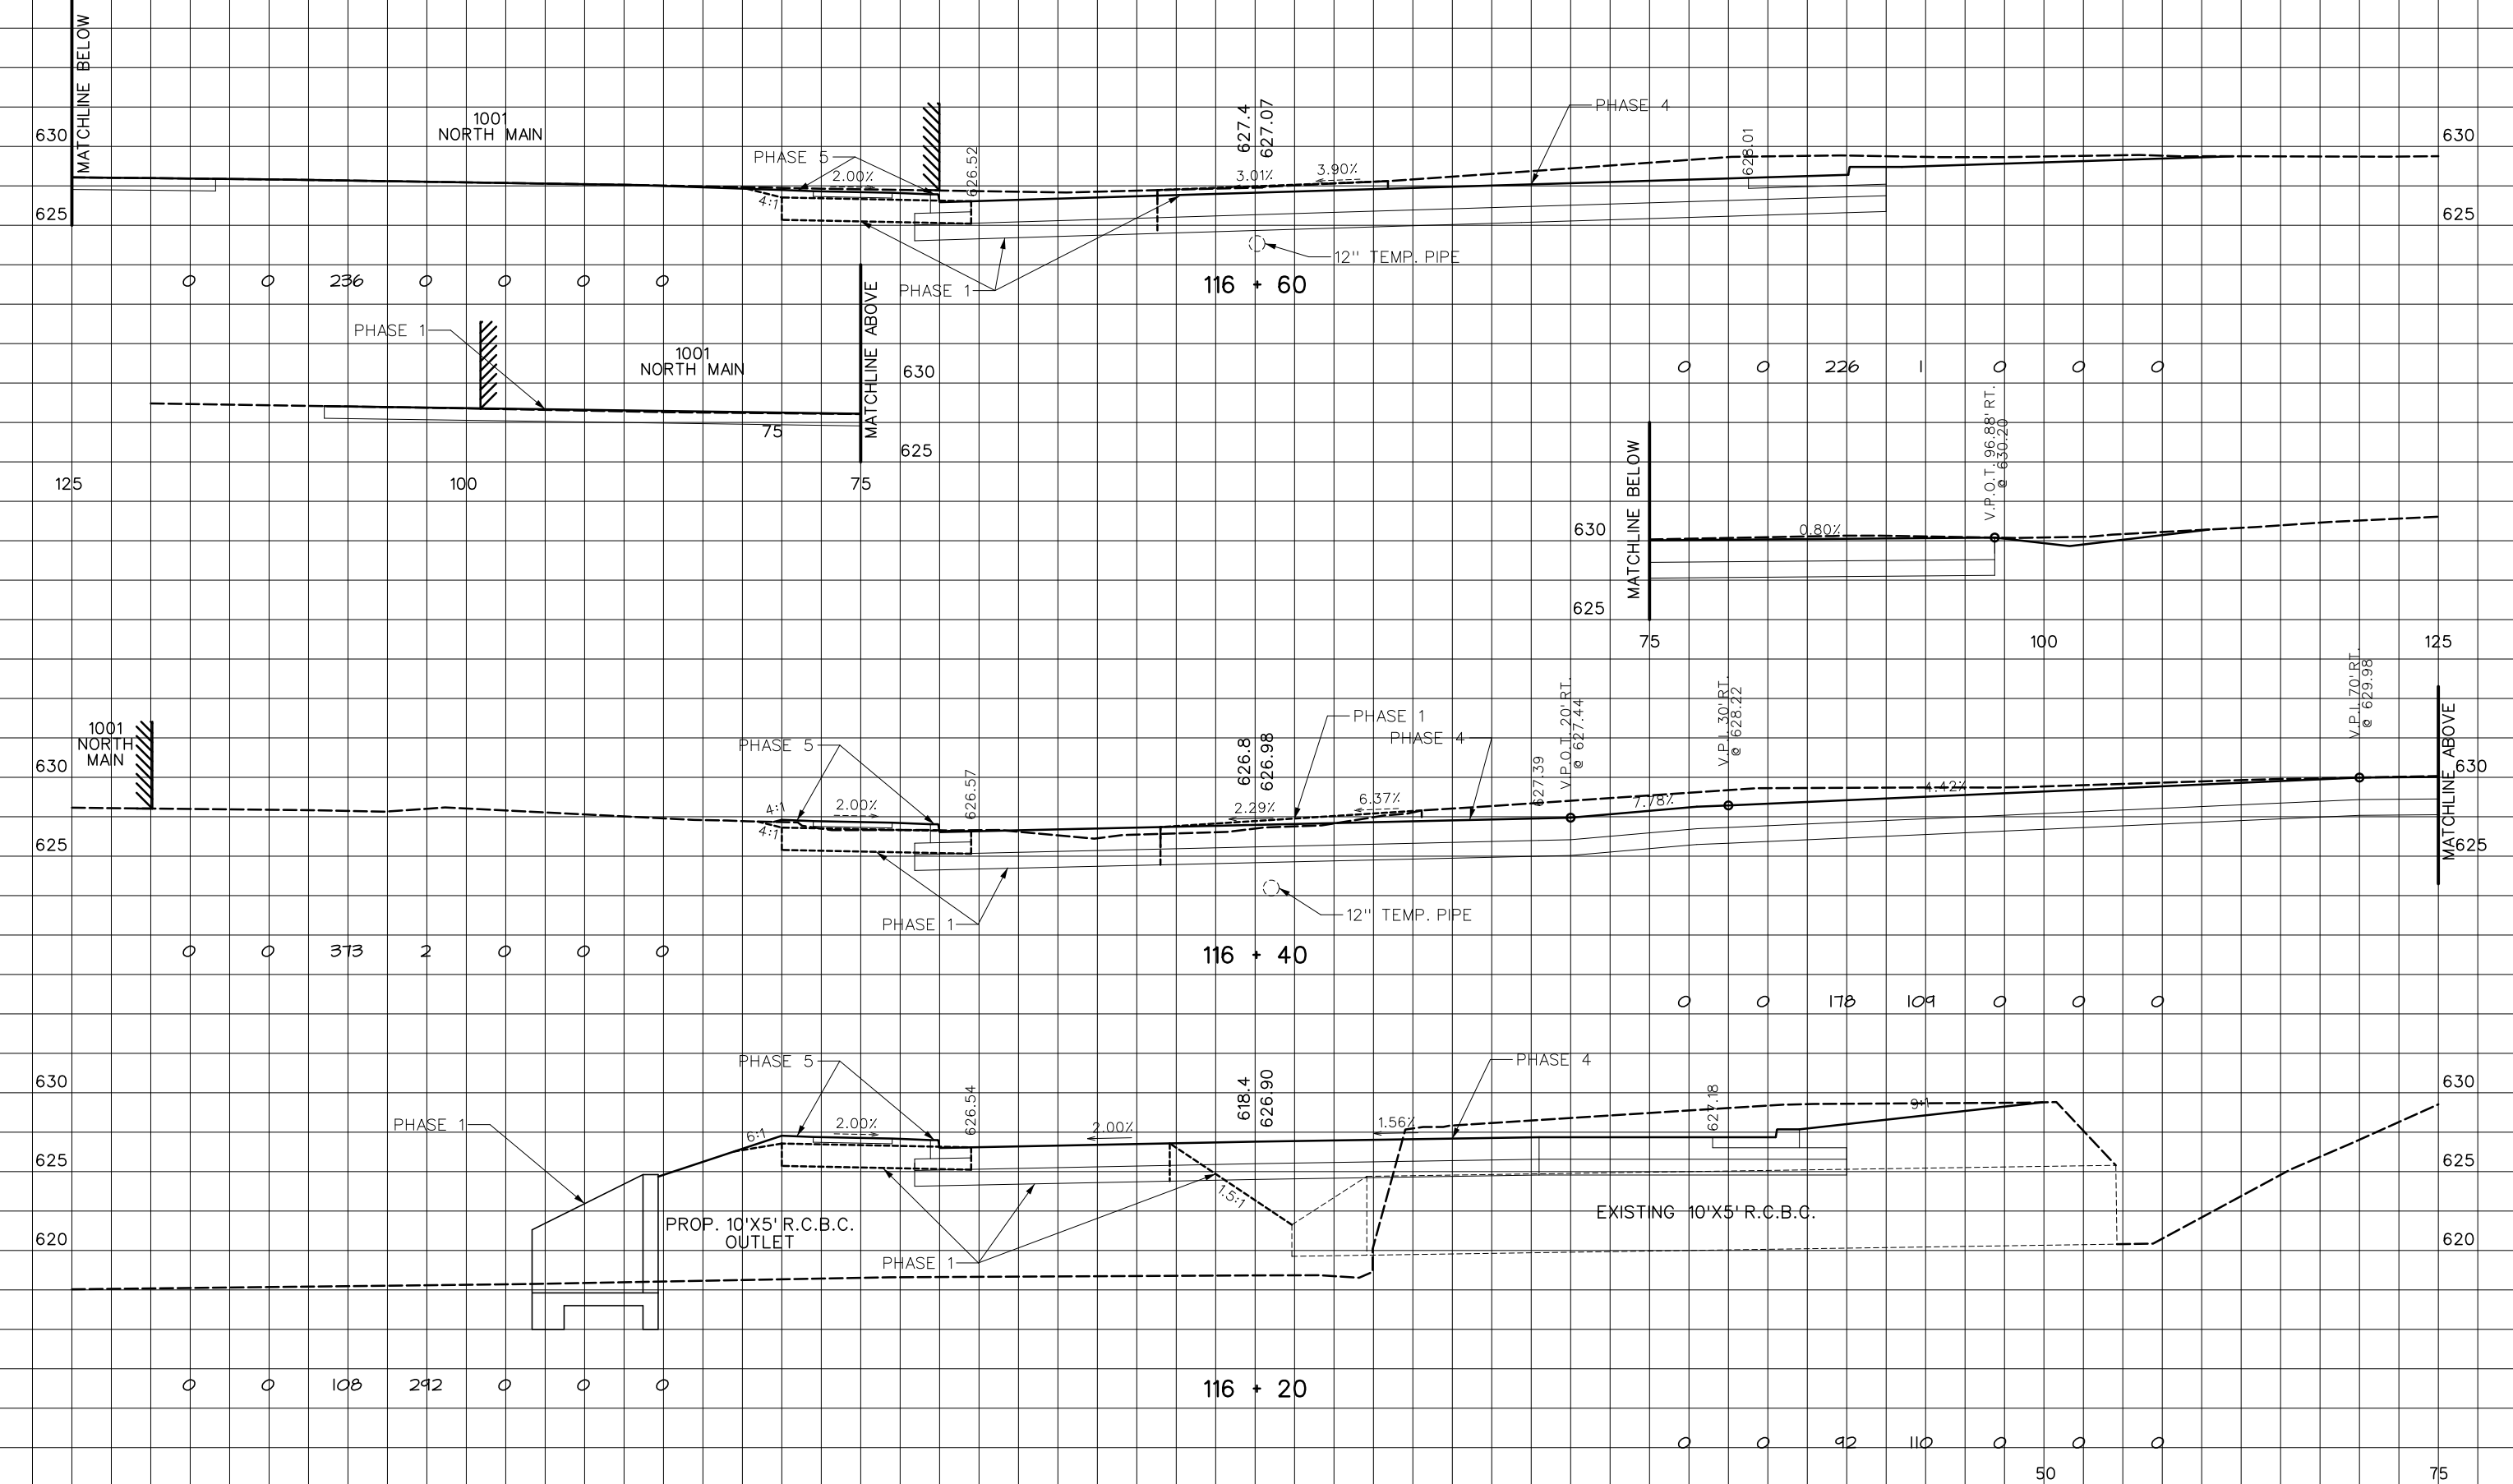 MATCHLINE BELOW
630
625
1001
NORTH MAIN
PHASE 5
2.00%
4:1
626.52
627.4
627.07
3.01%
3.90%
PHASE 4
628.01
630
625
12" TEMP. PIPE
PHASE 1
0 0 236 0 0 0 0
116 + 60
PHASE 1
1001
NORTH MAIN
MATCHLINE ABOVE
630
625
75
125
100
75
0 0 226 1 0 0 0
MATCHLINE BELOW
630
625
0.80%
V.P.O.T. 96.88' RT.
@ 630.20
75
100
125
1001
NORTH
MAIN
630
625
PHASE 5
4:1
4:1
2.00%
626.57
626.8
626.98
PHASE 1
PHASE 4
2.29%
6.37%
627.39
V.P.O.T. 20' RT.
@ 627.44
7.78%
V.P.I. 30' RT.
@ 628.22
4.42%
V.P.I. 70' RT.
@ 629.98
MATCHLINE ABOVE
630
625
12" TEMP. PIPE
PHASE 1
0 0 373 2 0 0 0
116 + 40
0 0 178 109 0 0 0
630
625
620
PHASE 1
PHASE 5
6:1
2.00%
626.54
2.00%
618.4
626.90
1.56%
PHASE 4
627.18
9:1
630
625
620
1.5:1
PROP. 10'X5' R.C.B.C.
OUTLET
EXISTING 10'X5' R.C.B.C.
PHASE 1
0 0 108 292 0 0 0
116 + 20
0 0 92 110 0 0 0
50
75